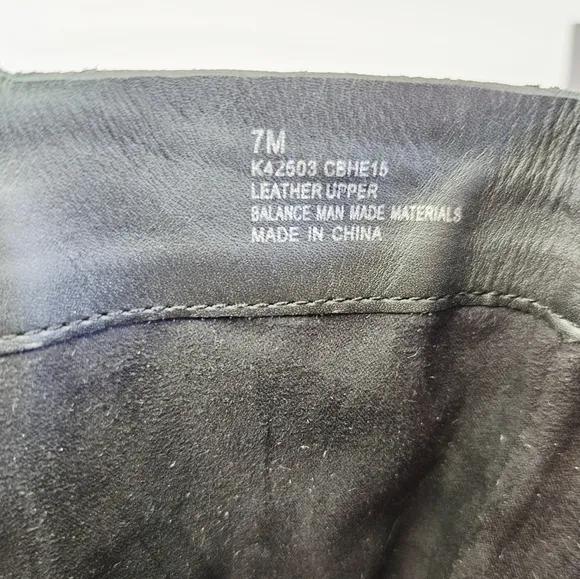 7M
K42503 CBHE15
LEATHER UPPER
BALANCE MAN MADE MATERIALS
MADE IN CHINA